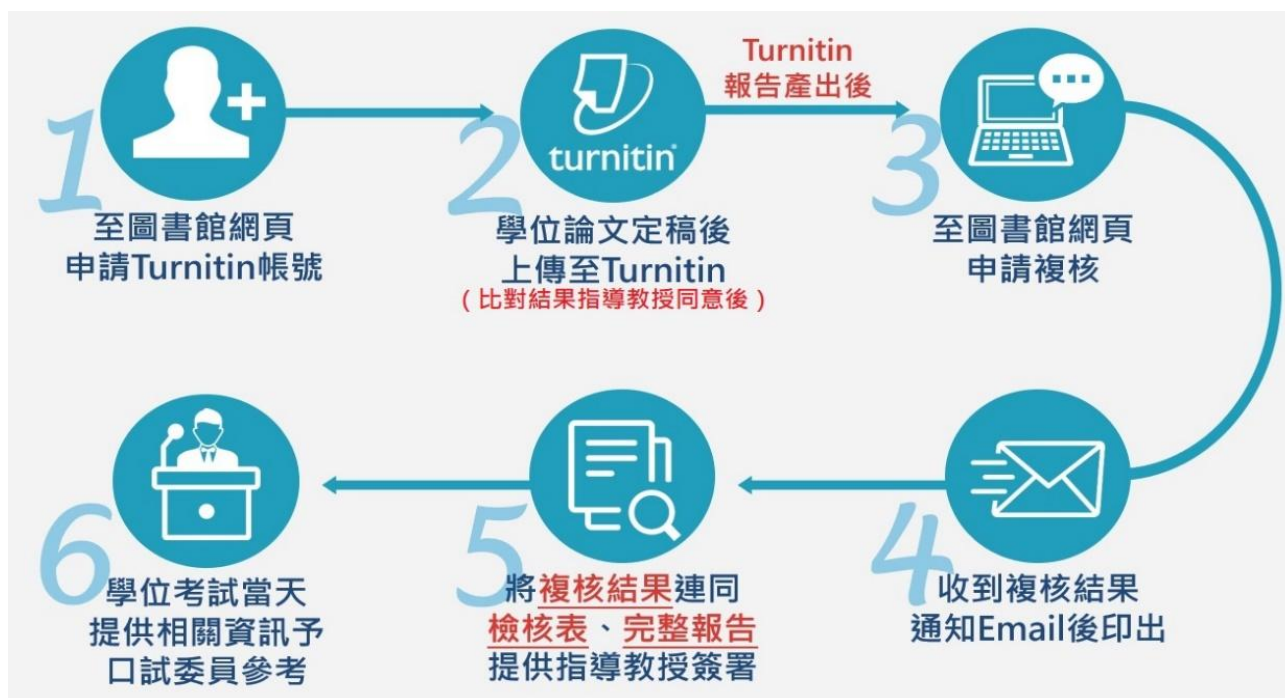 1
至圖書館網頁
申請Turnitin帳號
2
turnitin
學位論文定稿後
上傳至Turnitin
(比對結果指導教授同意後)
Turnitin
報告產出後
3
至圖書館網頁
申請複核
4
收到複核結果
通知Email後印出
5
將複核結果連同
檢核表、完整報告
提供指導教授簽署
6
學位考試當天
提供相關資訊予
口試委員參考